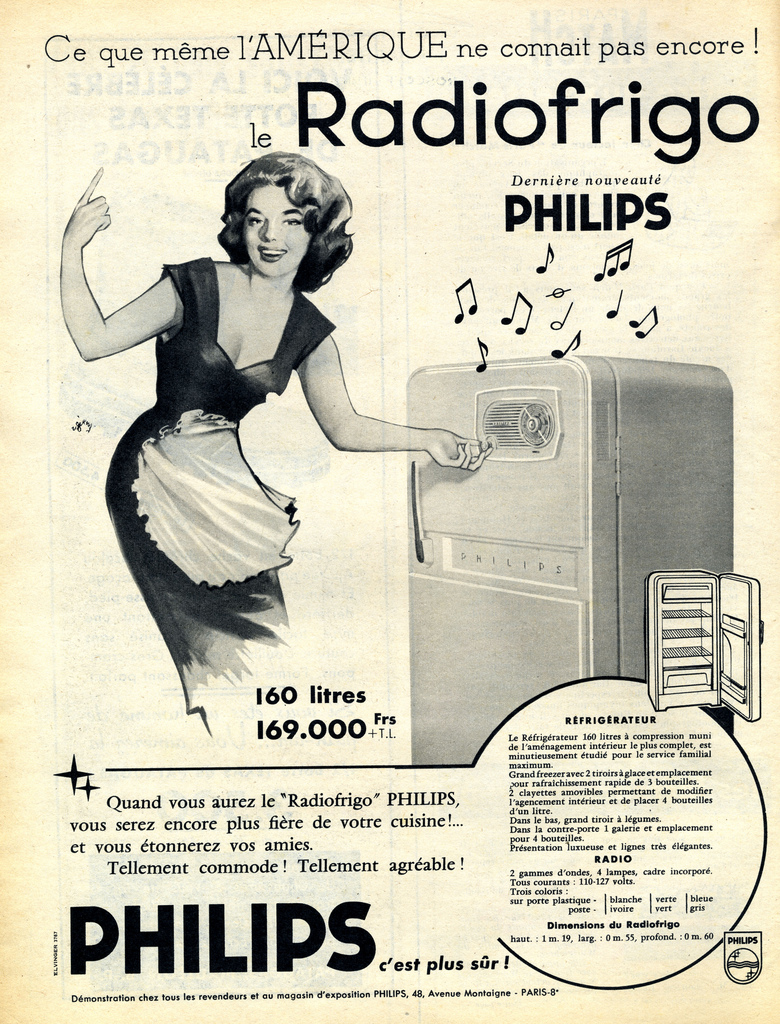 Ce que même l'AMÉRIQUE ne connait pas encore !
le Radiofrigo
Dernière nouveauté
PHILIPS
PHILIPS
160 litres
169.000 Frs + T.L.
Quand vous aurez le "Radiofrigo" PHILIPS,
vous serez encore plus fière de votre cuisine !...
et vous étonnerez vos amies.
Tellement commode ! Tellement agréable !
RÉFRIGÉRATEUR
Le Réfrigérateur 160 litres à compression muni
de l'aménagement intérieur le plus complet, est
minutieusement étudié pour le service familial
maximum.
Grand freezer avec 2 tiroirs à glace et emplacement
pour rafraichissement rapide de 3 bouteilles.
2 clayettes amovibles permettant de modifier
l'agencement intérieur et de placer 4 bouteilles
d'un litre.
Dans le bas, grand tiroir à légumes.
Dans la contre-porte 1 galerie et emplacement
pour 4 bouteilles.
Présentation luxueuse et lignes très élégantes.
RADIO
2 gammes d'ondes, 4 lampes, cadre incorporé.
Tous courants : 110-127 volts.
Trois coloris :
sur porte plastique - | blanche | verte | bleue
poste - | ivoire | vert | gris
Dimensions du Radiofrigo
haut. : 1 m. 19, larg. : 0 m. 55, profond. : 0 m. 60
PHILIPS
PHILIPS c'est plus sûr !
ELVINGER 1757
Démonstration chez tous les revendeurs et au magasin d'exposition PHILIPS, 48, Avenue Montaigne - PARIS-8e